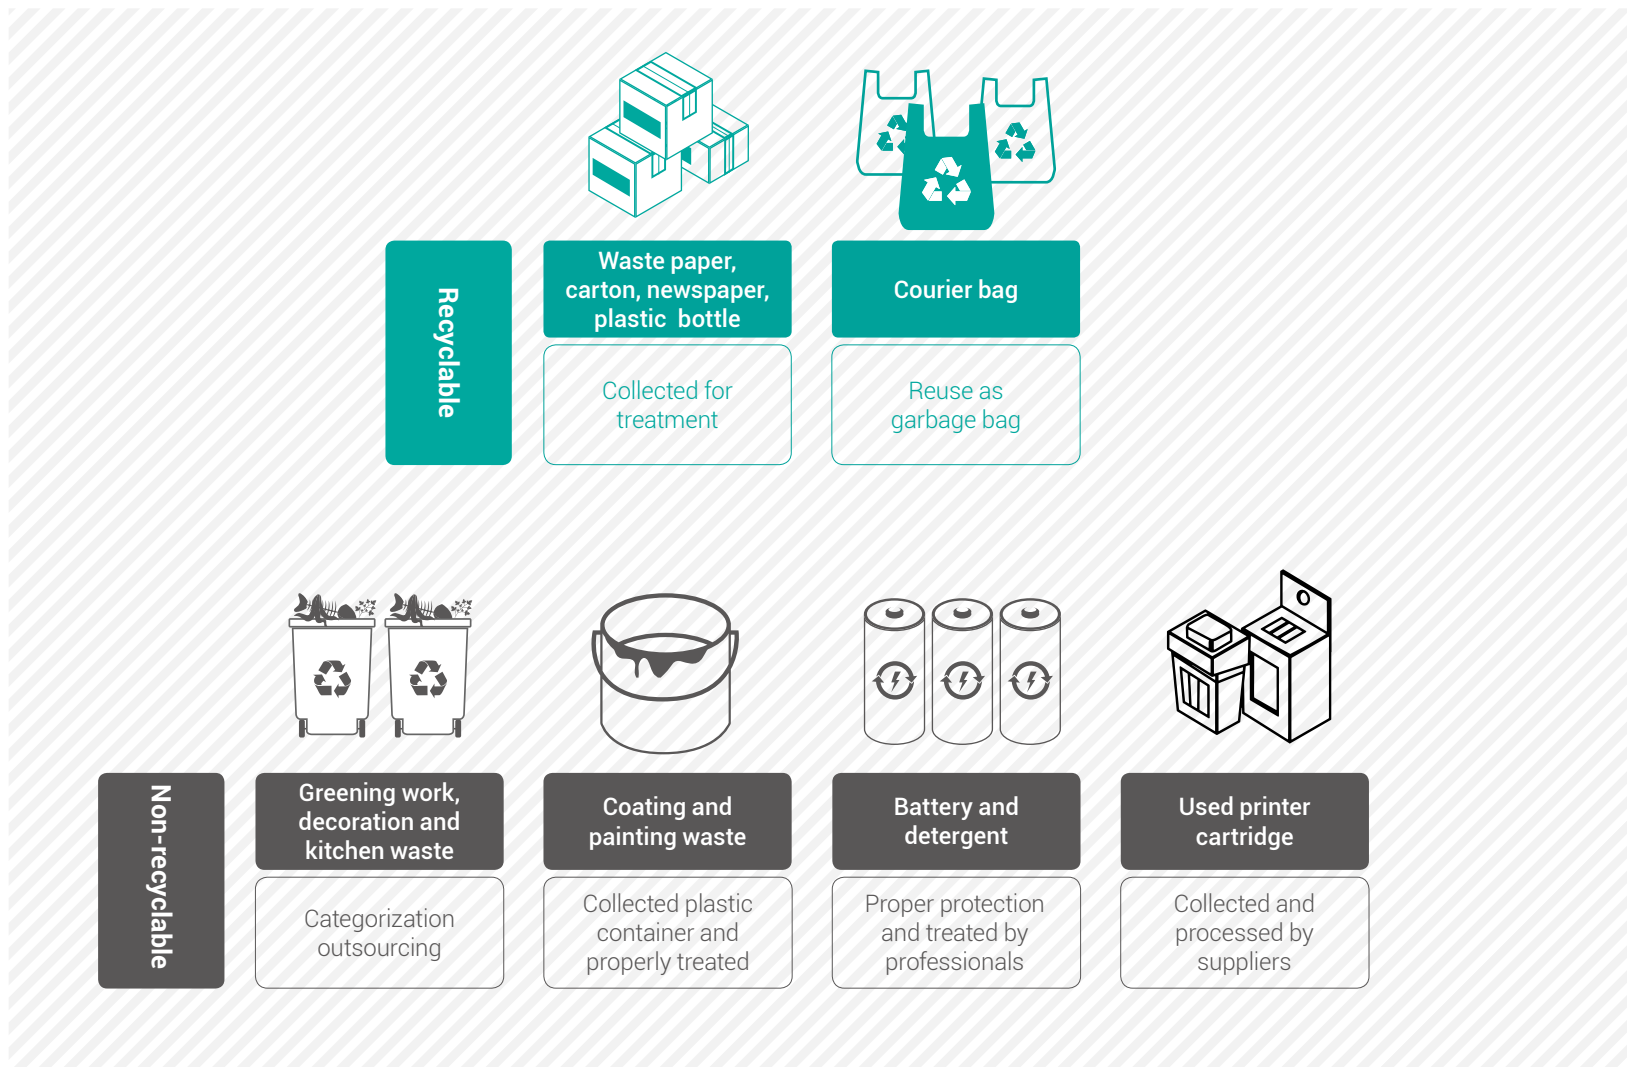 Recyclable
Waste paper,
carton, newspaper,
plastic bottle
Collected for
treatment
Courier bag
Reuse as
garbage bag
Non-recyclable
Greening work,
decoration and
kitchen waste
Categorization
outsourcing
Coating and
painting waste
Collected plastic
container and
properly treated
Battery and
detergent
Proper protection
and treated by
professionals
Used printer
cartridge
Collected and
processed by
suppliers